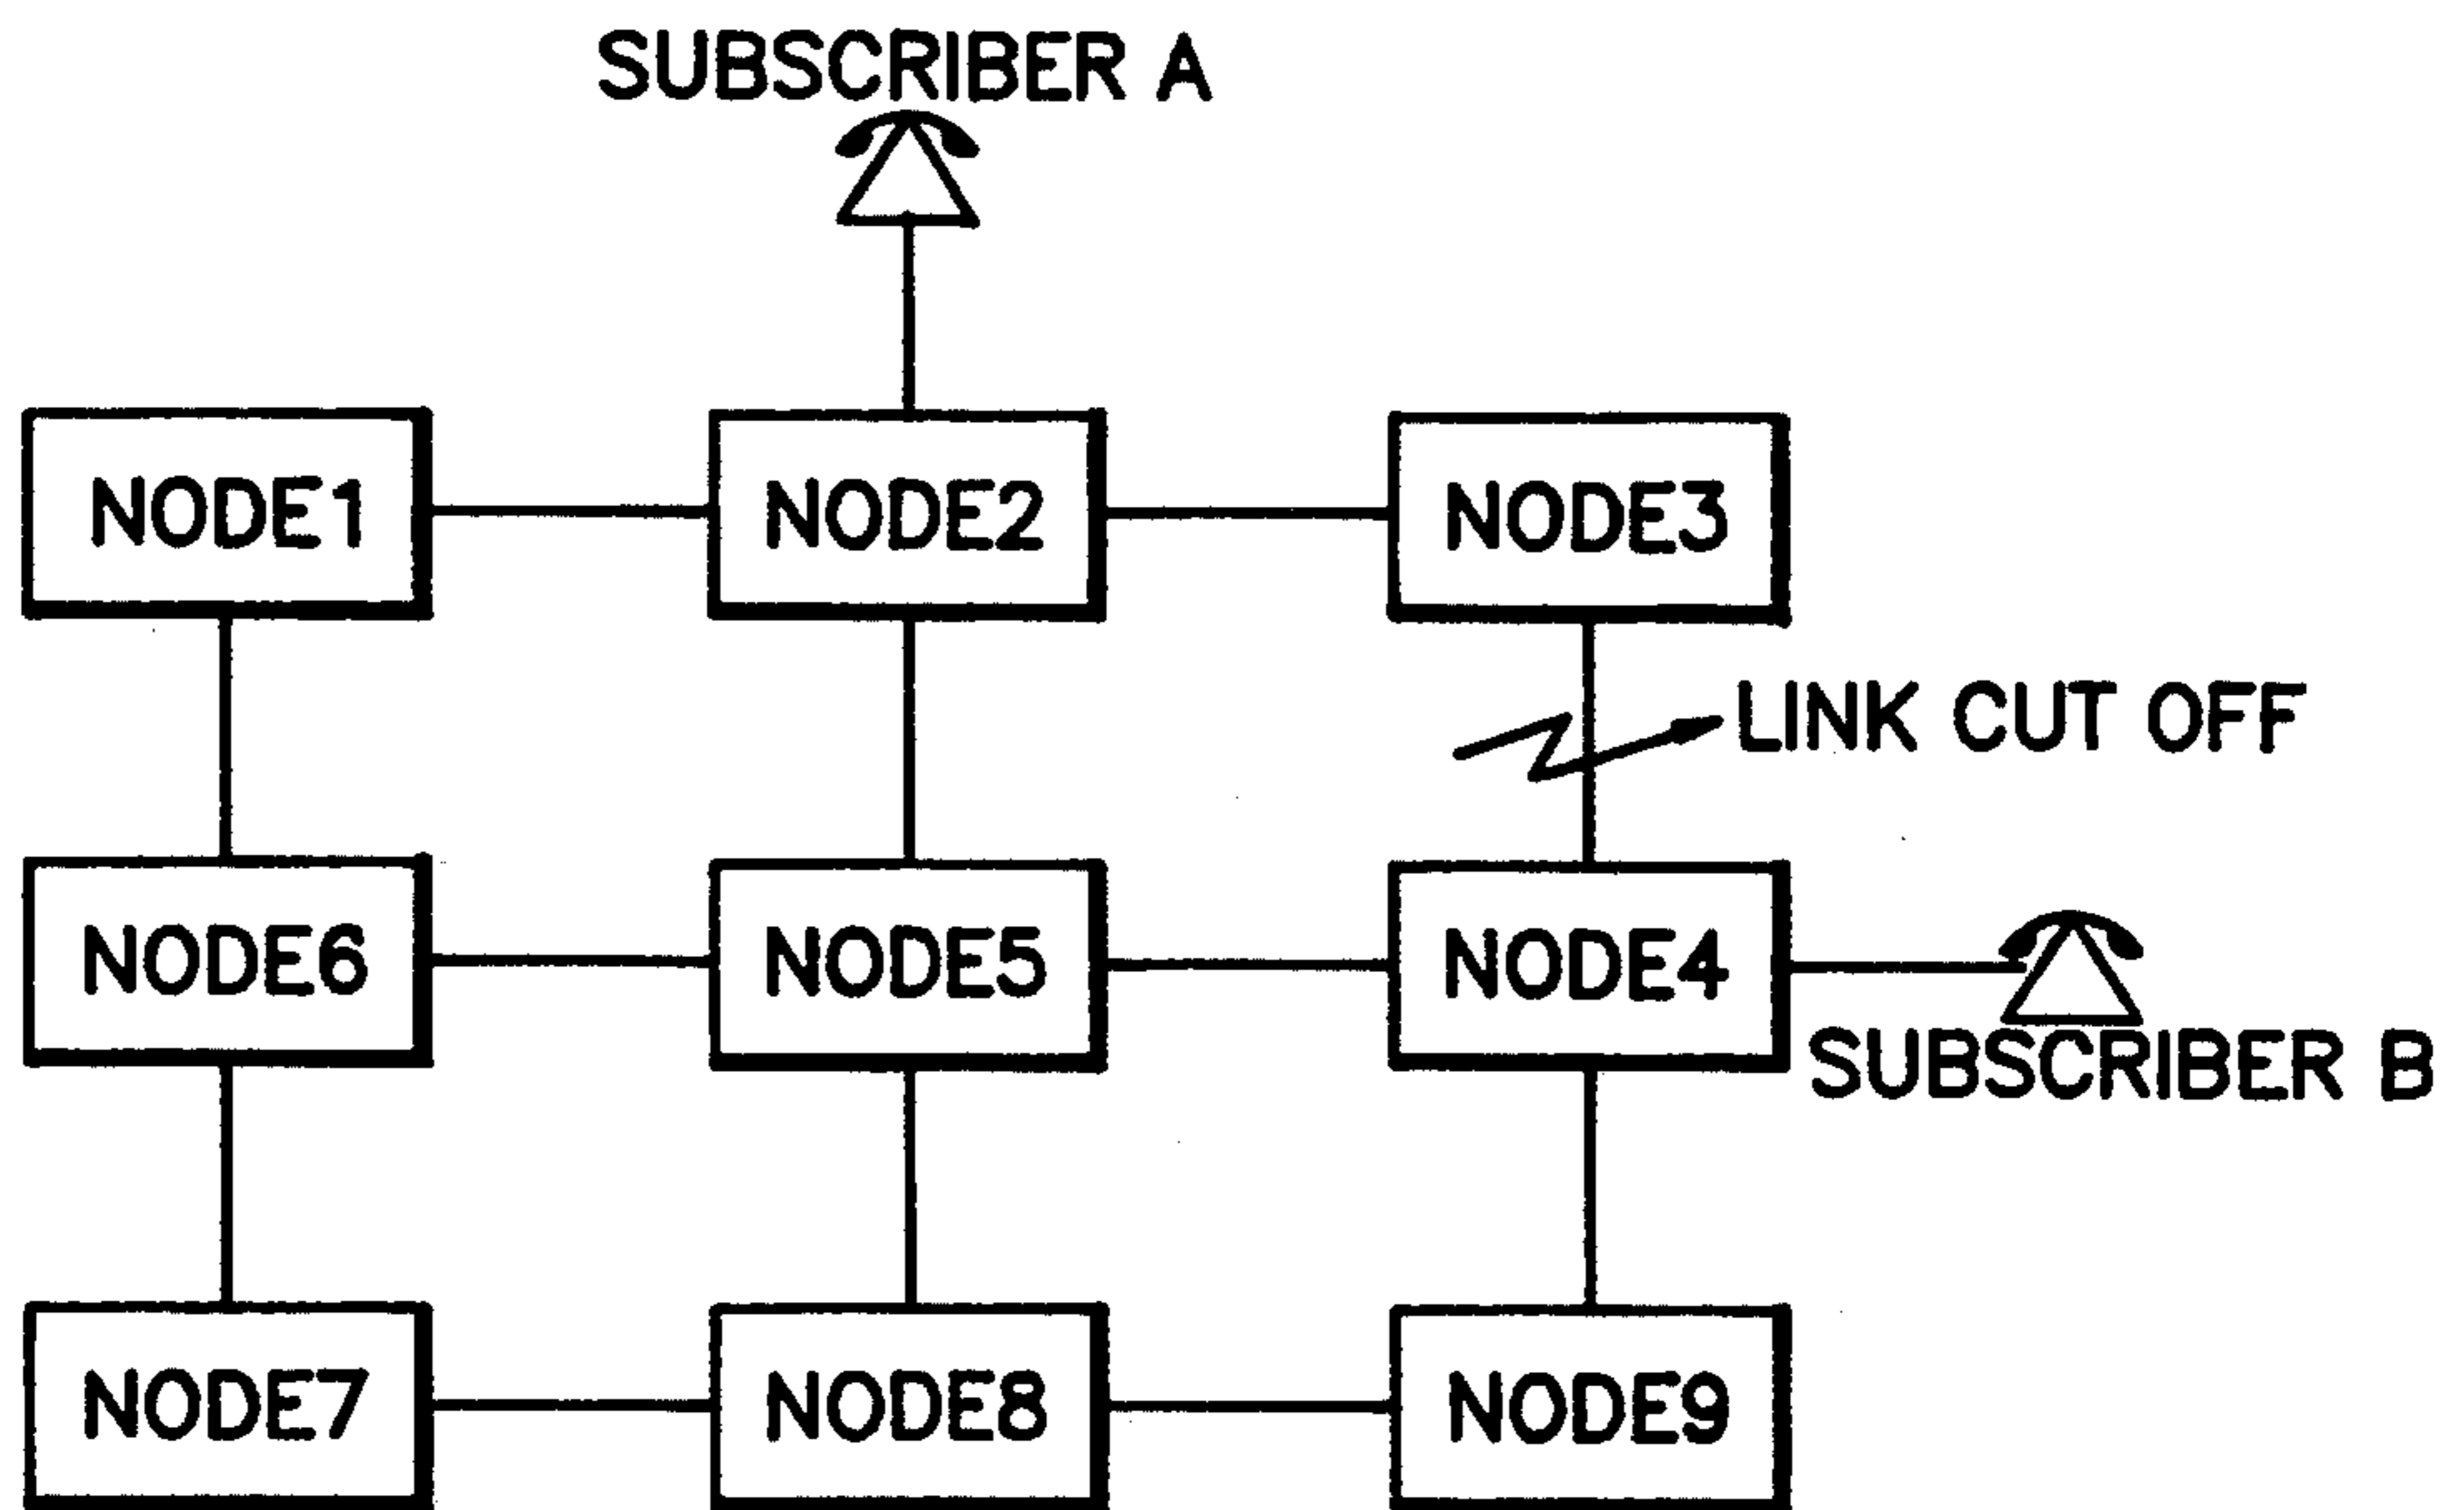 SUBSCRIBER A
NODE1
NODE2
NODE3
LINK CUT OFF
NODE6
NODE5
NODE4
SUBSCRIBER B
NODE7
NODE8
NODE9